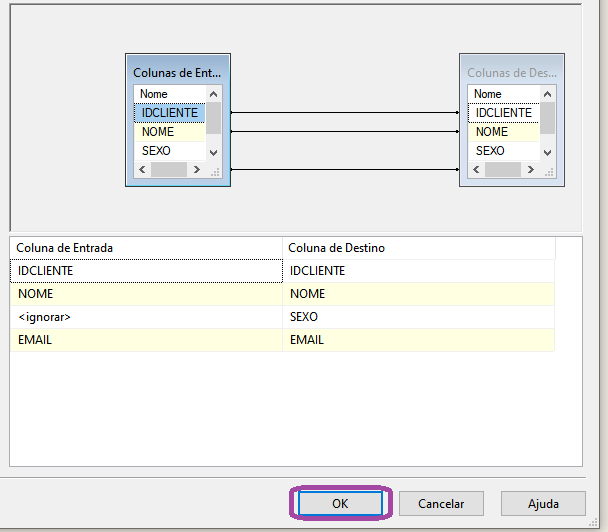 Colunas de Ent... Colunas de Des...
Nome Nome
IDCLIENTE IDCLIENTE
NOME NOME
SEXO SEXO
Coluna de Entrada Coluna de Destino
IDCLIENTE IDCLIENTE
NOME NOME
<ignorar> SEXO
EMAIL EMAIL
OK Cancelar Ajuda